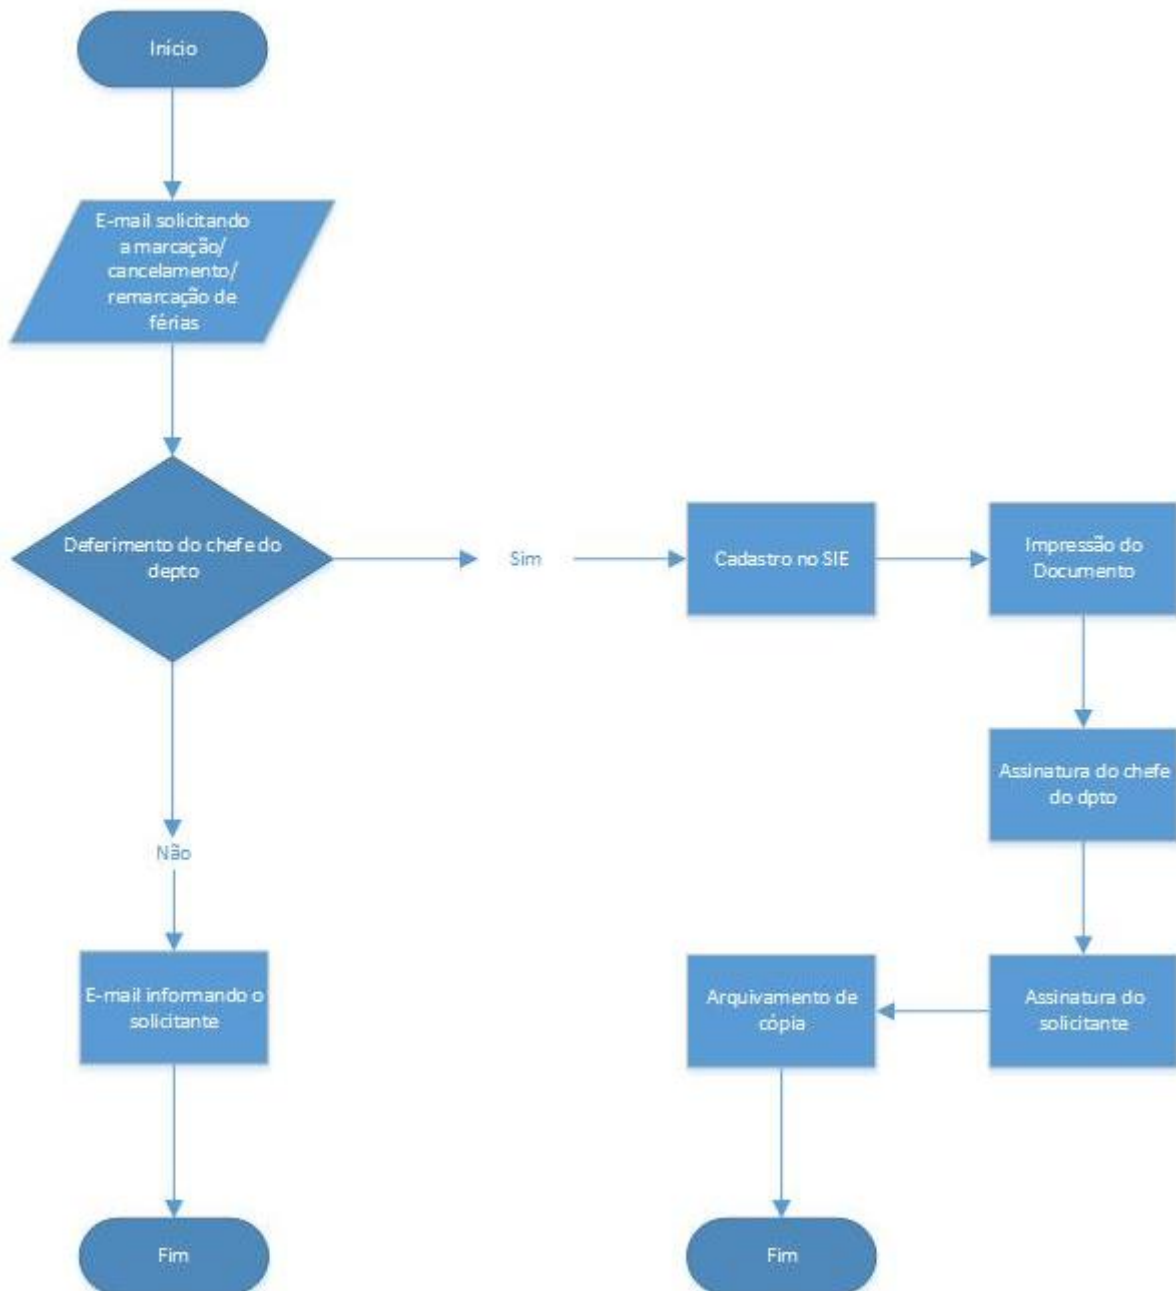 Início
E-mail solicitando
a marcação/
cancelamento/
remarcação de
férias
Deferimento do chefe do
depto
Sim
Cadastro no SIE
Impressão do
Documento
Assinatura do chefe
do dpto
Não
E-mail informando o
solicitante
Arquivamento de
cópia
Assinatura do
solicitante
Fim
Fim